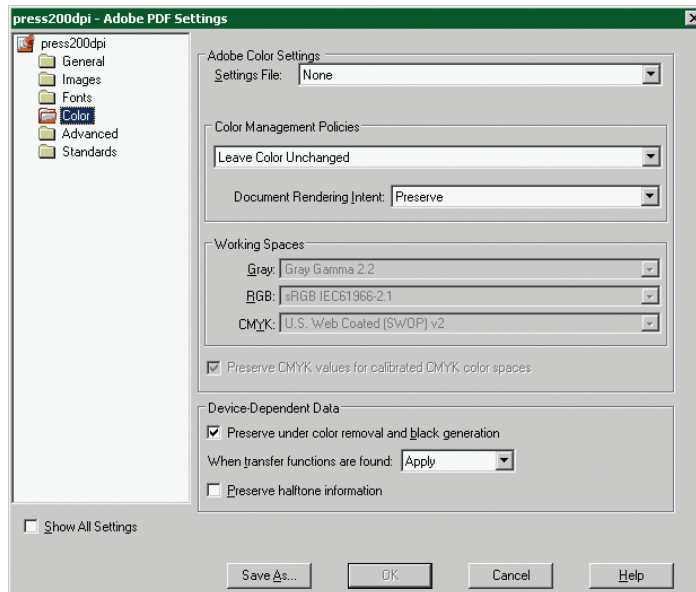 press200dpi - Adobe PDF Settings
press200dpi
General
Images
Fonts
Color
Advanced
Standards
Show All Settings
Adobe Color Settings
Settings File: None
Color Management Policies
Leave Color Unchanged
Document Rendering Intent: Preserve
Working Spaces
Gray: Gray Gamma 2.2
RGB: sRGB IEC61966-2.1
CMYK: U.S. Web Coated (SWOP) v2
Preserve CMYK values for calibrated CMYK color spaces
Device-Dependent Data
Preserve under color removal and black generation
When transfer functions are found: Apply
Preserve halftone information
Save As... OK Cancel Help